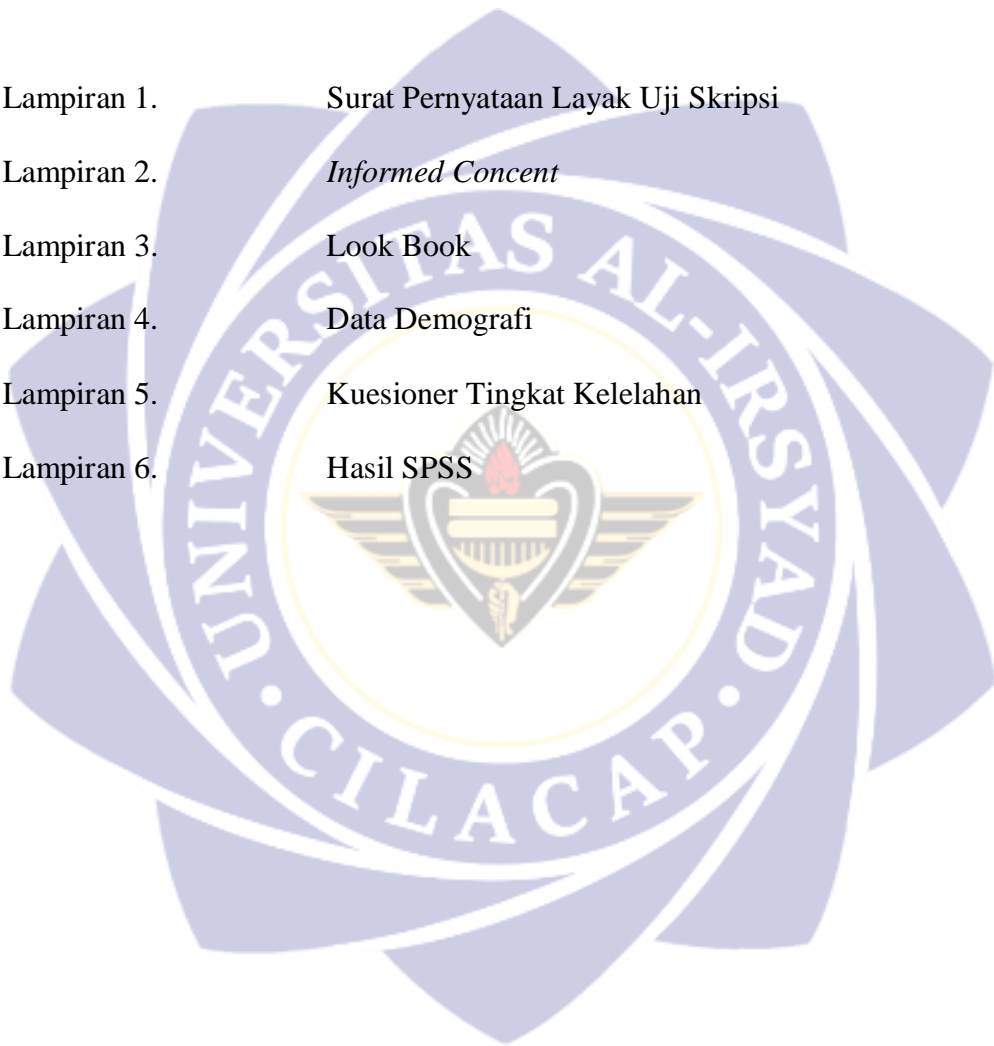 Lampiran 1. Surat Pernyataan Layak Uji Skripsi
Lampiran 2. Informed Concent
Lampiran 3. Look Book
Lampiran 4. Data Demografi
Lampiran 5. Kuesioner Tingkat Kelelahan
Lampiran 6. Hasil SPSS
UNIVERSITAS AL-IRSYAD
• CILACAP •